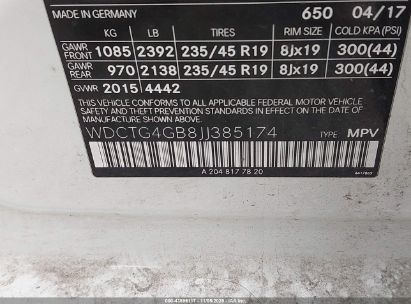 MADE IN GERMANY 650 04/17
KG LB TIRES RIM SIZE COLD KPA(PSI)
GAWR FRONT 1085 2392 235/45 R19 8Jx19 300(44)
GAWR REAR 970 2138 235/45 R19 8Jx19 300(44)
GVWR 2015 4442
THIS VEHICLE CONFORMS TO ALL APPLICABLE U.S. FEDERAL MOTOR VEHICLE
SAFETY STANDARDS IN EFFECT ON THE DATE OF
MANUFACTURE SHOWN ABOVE.
WDCTG4GB8JJ385174 TYPE: MPV
A 204 817 78 20